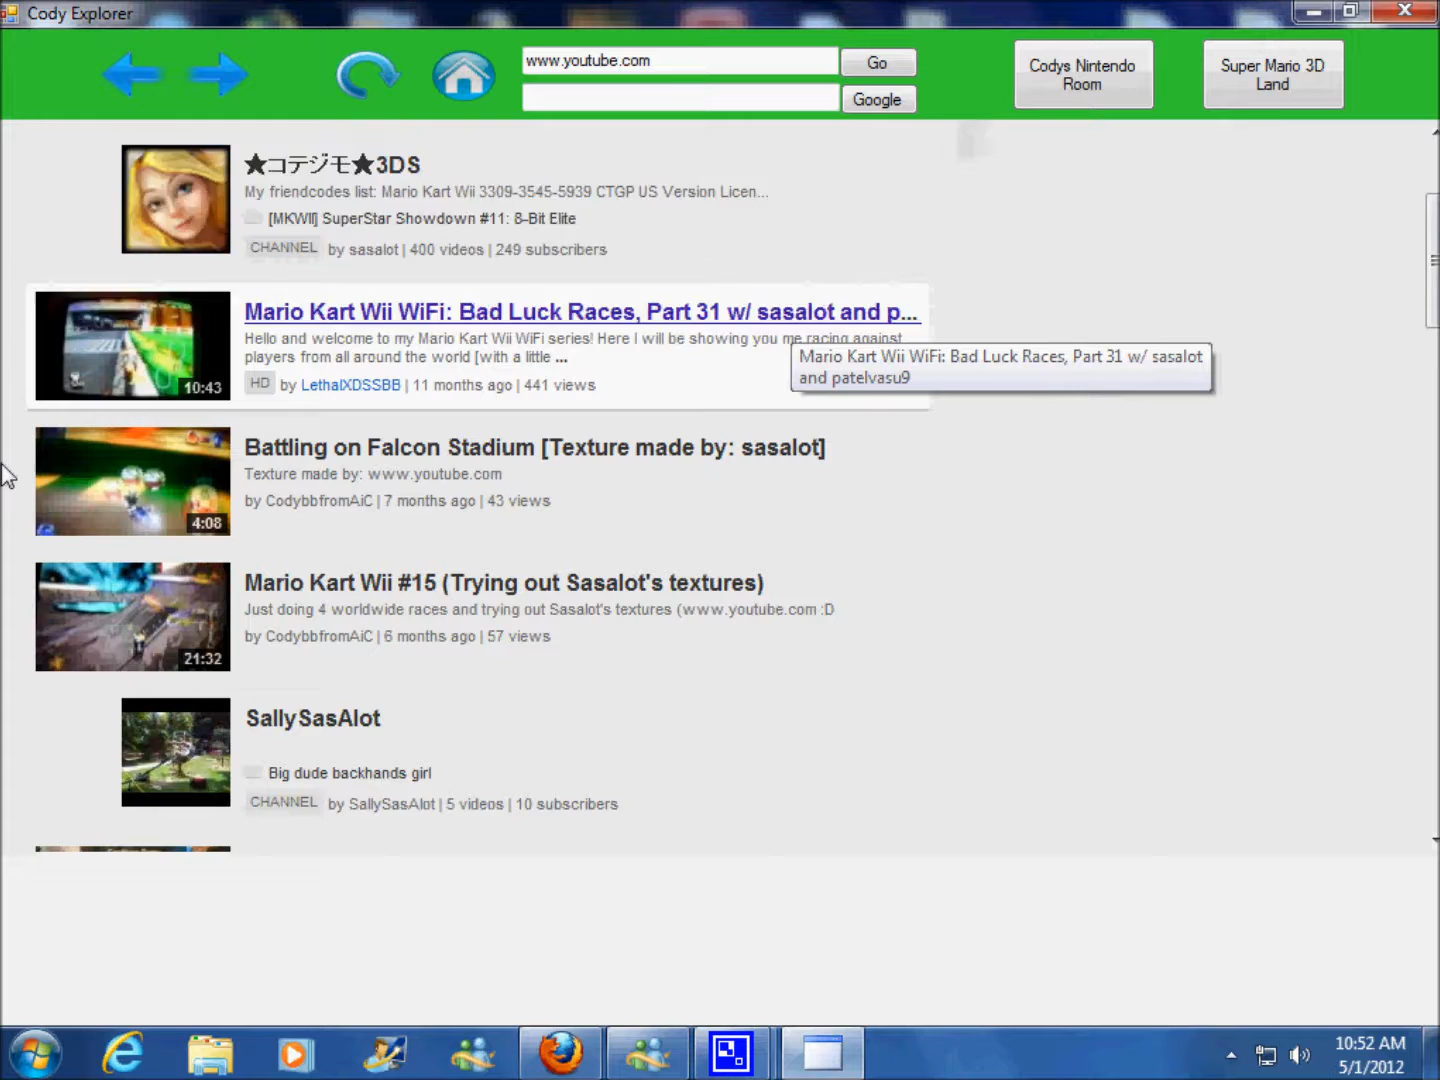 Cody Explorer
www.youtube.com
Go
Google
Codys Nintendo
Room
Super Mario 3D
Land
★コテジモ★3DS
My friendcodes list: Mario Kart Wii 3309-3545-5939 CTGP US Version Licen...
[MKWII] SuperStar Showdown #11: 8-Bit Elite
CHANNEL by sasalot | 400 videos | 249 subscribers
10:43
Mario Kart Wii WiFi: Bad Luck Races, Part 31 w/ sasalot and p...
Hello and welcome to my Mario Kart Wii WiFi series! Here I will be showing you me racing against
players from all around the world [with a little ...
HD by LethalXDSSBB | 11 months ago | 441 views
Mario Kart Wii WiFi: Bad Luck Races, Part 31 w/ sasalot
and patelvasu9
4:08
Battling on Falcon Stadium [Texture made by: sasalot]
Texture made by: www.youtube.com
by CodybbfromAiC | 7 months ago | 43 views
21:32
Mario Kart Wii #15 (Trying out Sasalot's textures)
Just doing 4 worldwide races and trying out Sasalot's textures (www.youtube.com :D
by CodybbfromAiC | 6 months ago | 57 views
SallySasAlot
Big dude backhands girl
CHANNEL by SallySasAlot | 5 videos | 10 subscribers
10:52 AM
5/1/2012